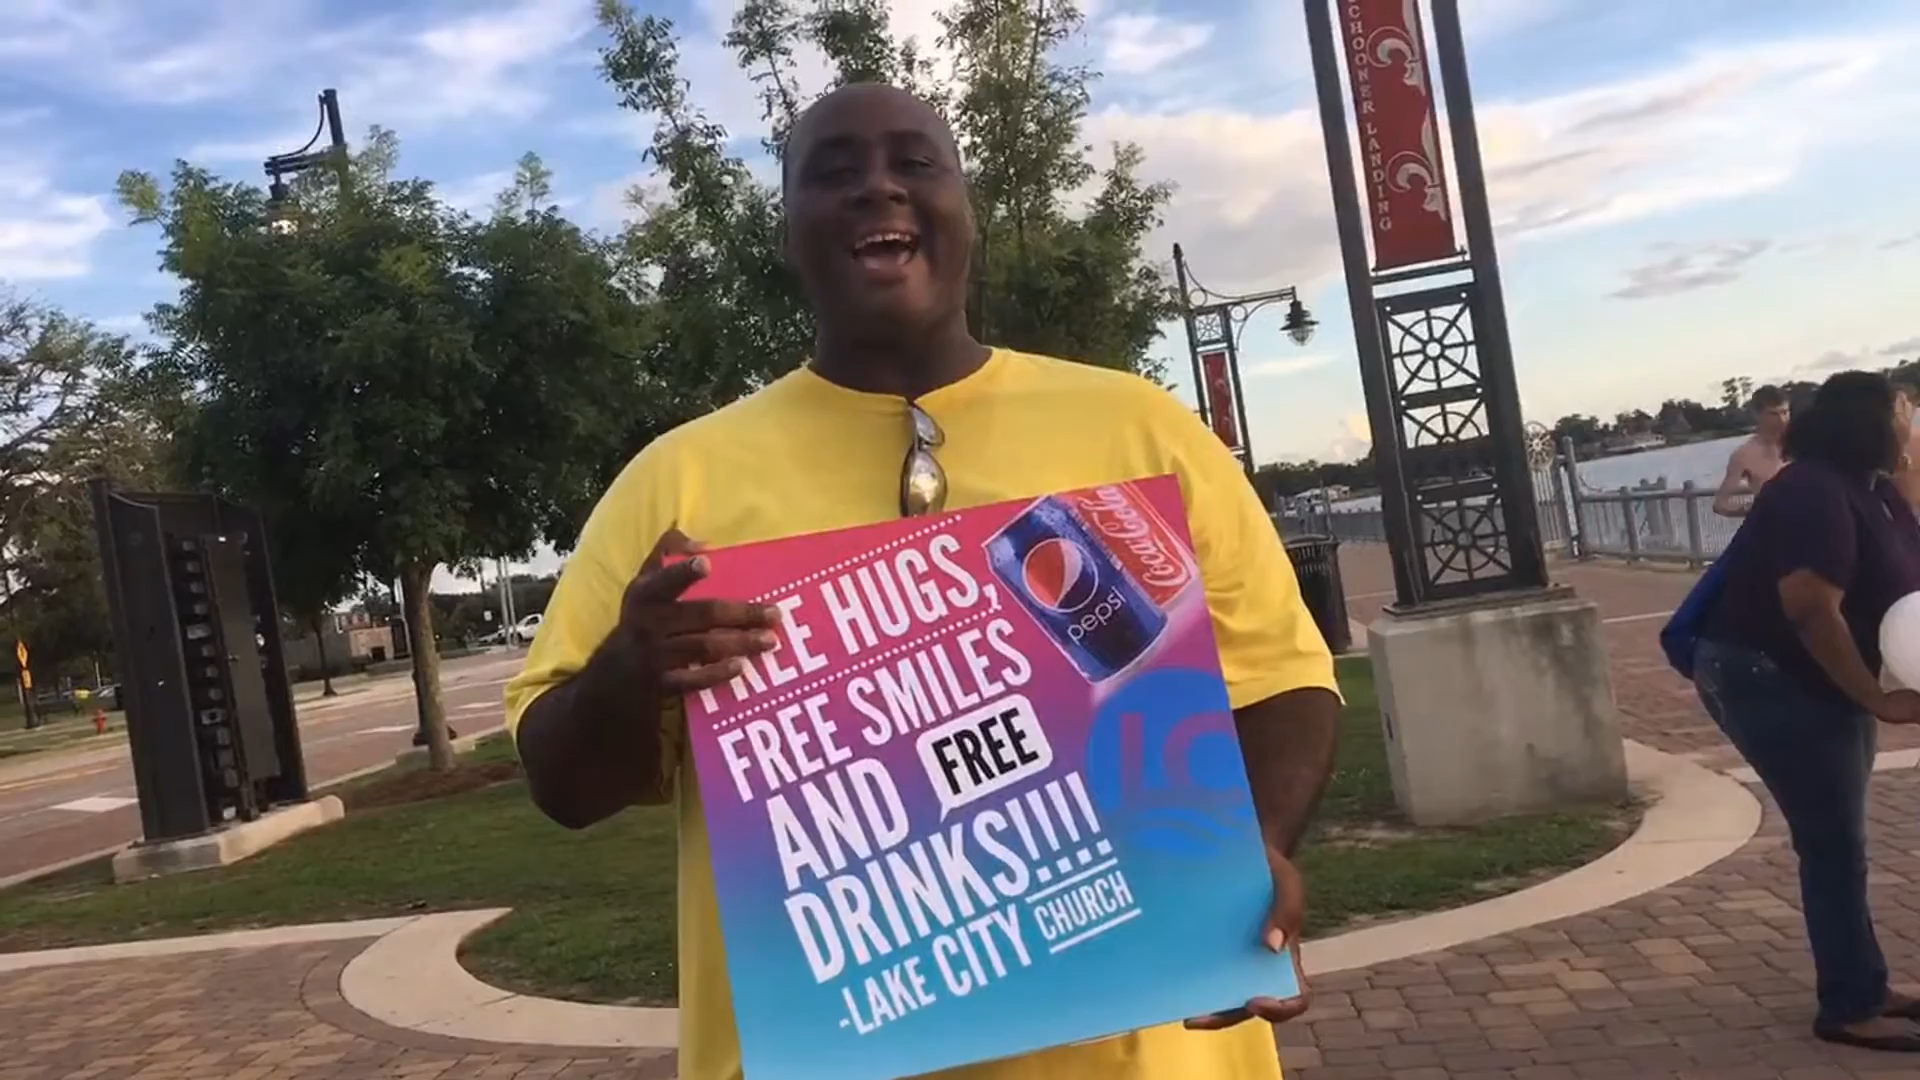 SCHOONER LANDING
FREE HUGS,
FREE SMILES
AND FREE
DRINKS!!!!
-LAKE CITY CHURCH
pepsi
Coca-Cola
LC